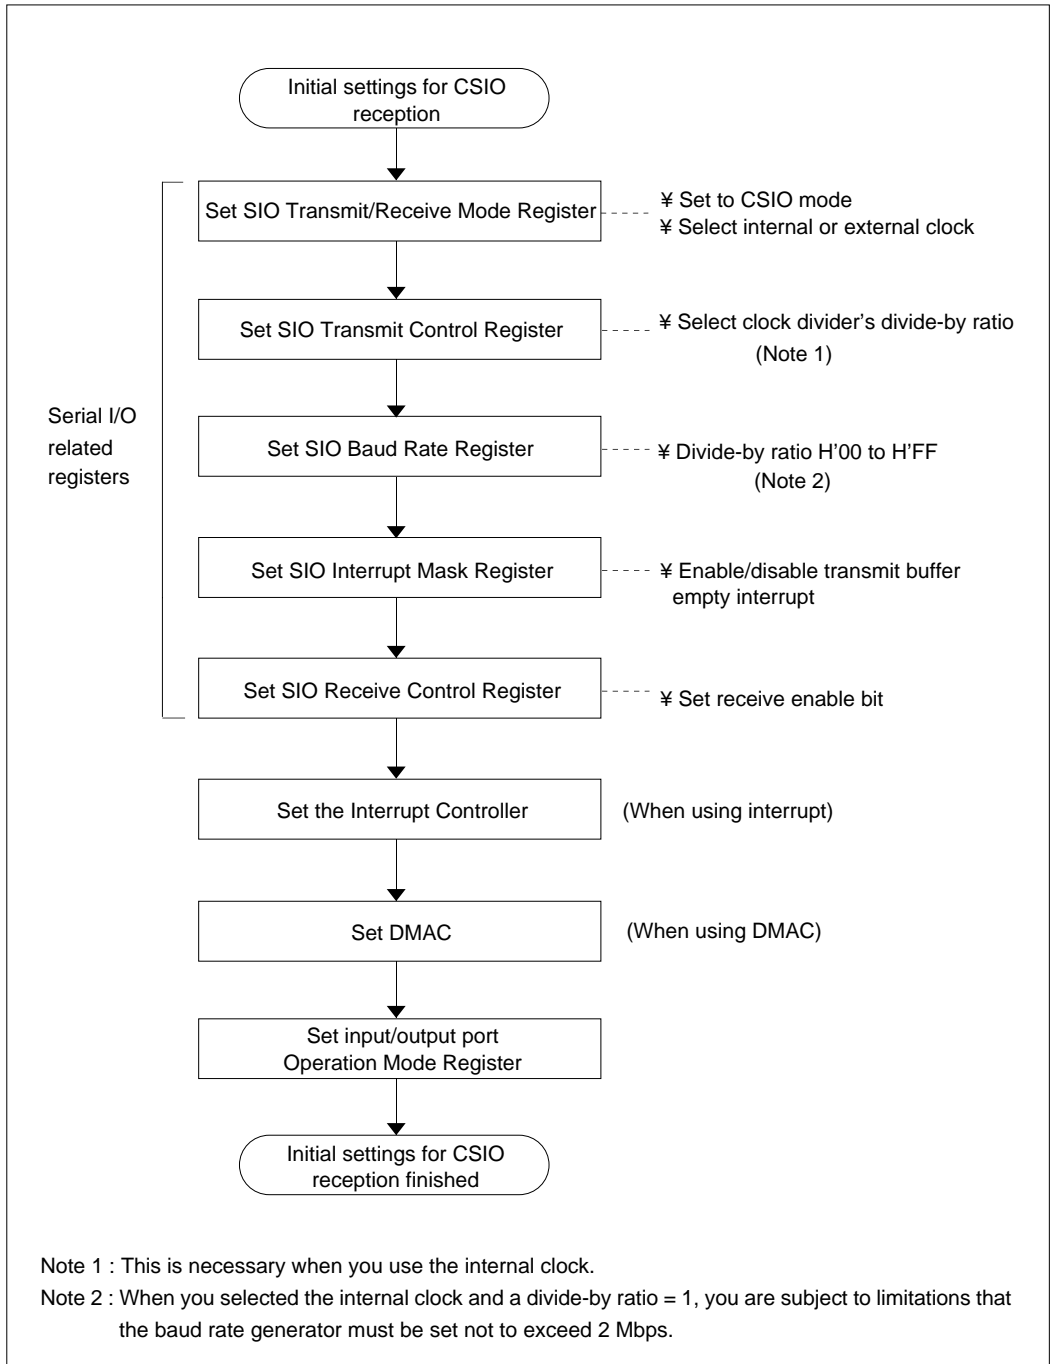 Initial settings for CSIO
reception
Set SIO Transmit/Receive Mode Register
¥ Set to CSIO mode
¥ Select internal or external clock
Set SIO Transmit Control Register
¥ Select clock divider’s divide-by ratio
(Note 1)
Serial I/O
related
registers
Set SIO Baud Rate Register
¥ Divide-by ratio H’00 to H’FF
(Note 2)
Set SIO Interrupt Mask Register
¥ Enable/disable transmit buffer
empty interrupt
Set SIO Receive Control Register
¥ Set receive enable bit
Set the Interrupt Controller
(When using interrupt)
Set DMAC
(When using DMAC)
Set input/output port
Operation Mode Register
Initial settings for CSIO
reception finished
Note 1 : This is necessary when you use the internal clock.
Note 2 : When you selected the internal clock and a divide-by ratio = 1, you are subject to limitations that
the baud rate generator must be set not to exceed 2 Mbps.